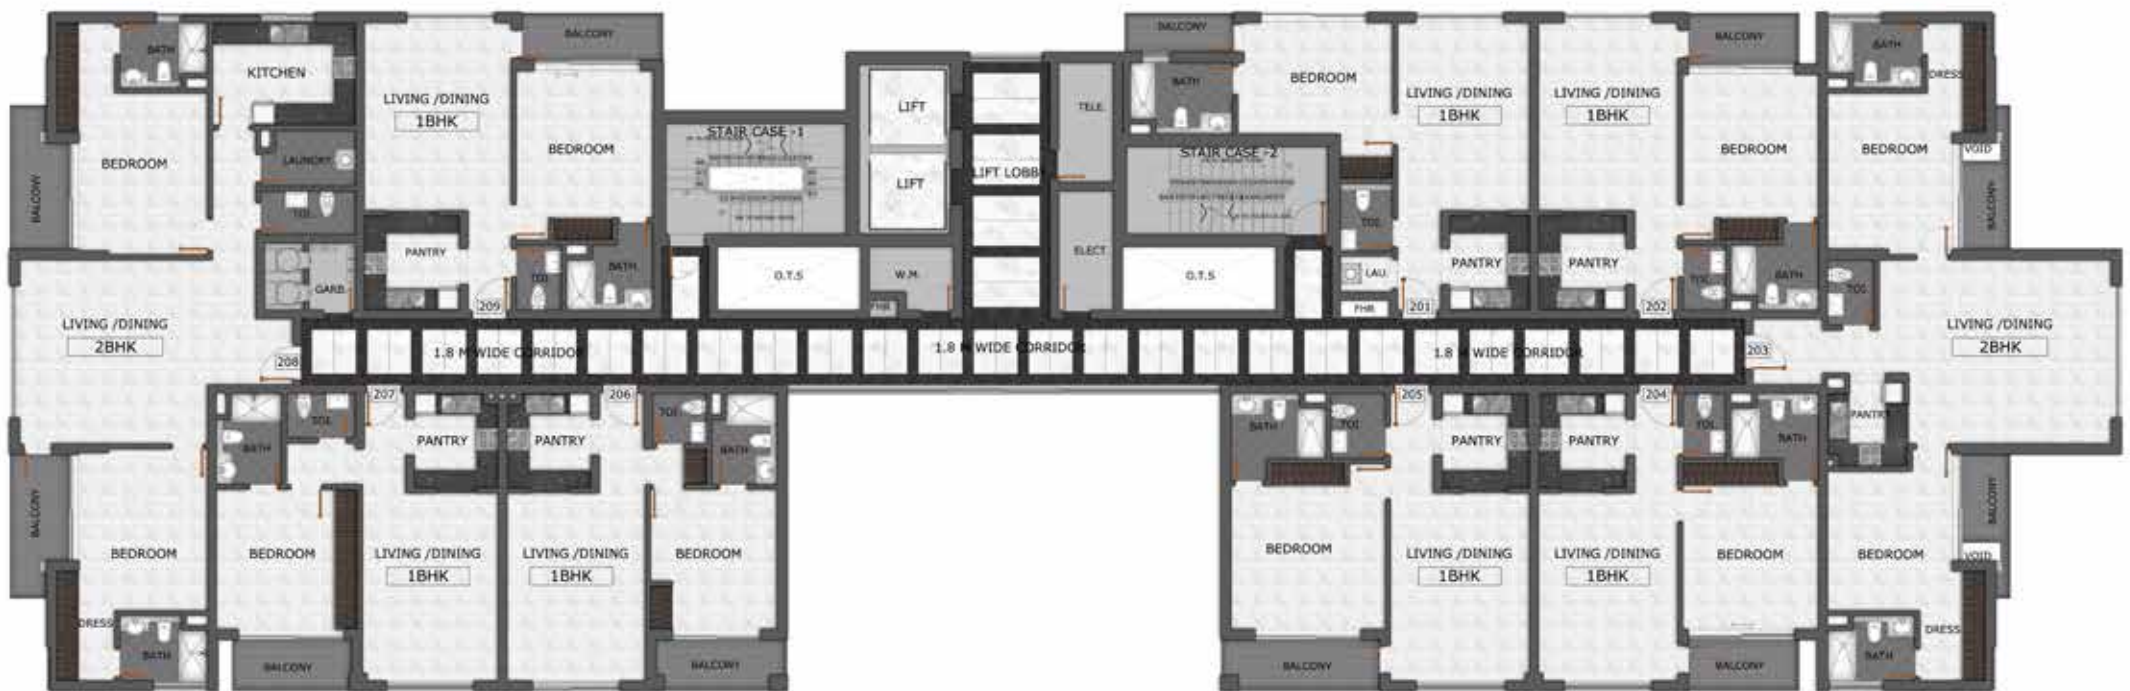 BALCONY
BALCONY
BALCONY
BATH
KITCHEN
BATH
BEDROOM
BATH
DRESS
LIVING /DINING
1BHK
LIFT
TELE.
LIVING /DINING
1BHK
LIVING /DINING
1BHK
STAIR CASE -1
BEDROOM
BEDROOM
LAUNDRY
BEDROOM
STAIR CASE -2
BEDROOM
VOID
LIFT
LIFT LOBBY
BALCONY
TOI.
TOI.
BALCONY
PANTRY
ELECT.
PANTRY
PANTRY
TOI.
BATH
O.T.S
W.M.
O.T.S
LAU.
TOI.
BATH
TOI.
GARB.
209
FHR
FHR
201
202
LIVING /DINING
2BHK
LIVING /DINING
2BHK
208
1.8 M WIDE CORRIDOR
1.8 M WIDE CORRIDOR
1.8 M WIDE CORRIDOR
203
207
206
205
204
TOI.
TOI.
PANTRY
BATH
PANTRY
PANTRY
BATH
BATH
TOI.
PANTRY
PANTRY
TOI.
BATH
BALCONY
BALCONY
BEDROOM
BEDROOM
LIVING /DINING
1BHK
LIVING /DINING
1BHK
BEDROOM
BEDROOM
LIVING /DINING
1BHK
LIVING /DINING
1BHK
BEDROOM
BEDROOM
VOID
DRESS
DRESS
BATH
BALCONY
BALCONY
BALCONY
BALCONY
BATH